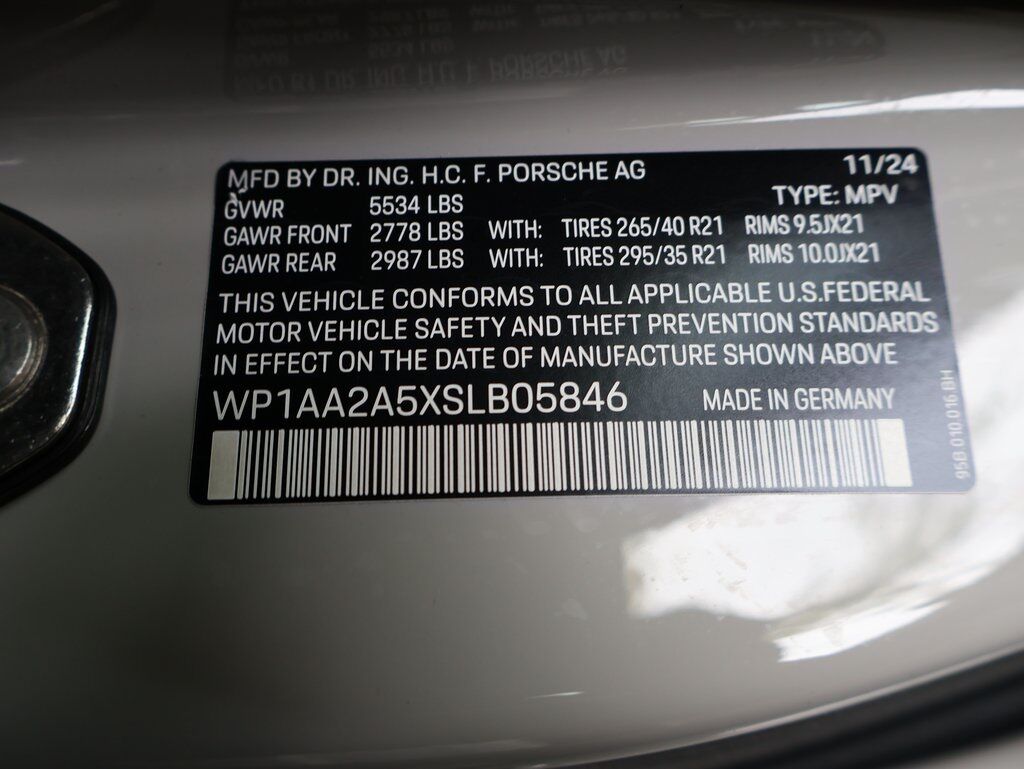 MFD BY DR. ING. H.C. F. PORSCHE AG 11/24
GVWR 5534 LBS TYPE: MPV
GAWR FRONT 2778 LBS WITH: TIRES 265/40 R21 RIMS 9.5JX21
GAWR REAR 2987 LBS WITH: TIRES 295/35 R21 RIMS 10.0JX21
THIS VEHICLE CONFORMS TO ALL APPLICABLE U.S.FEDERAL
MOTOR VEHICLE SAFETY AND THEFT PREVENTION STANDARDS
IN EFFECT ON THE DATE OF MANUFACTURE SHOWN ABOVE
WP1AA2A5XSLB05846 MADE IN GERMANY
95B 010 016 BH